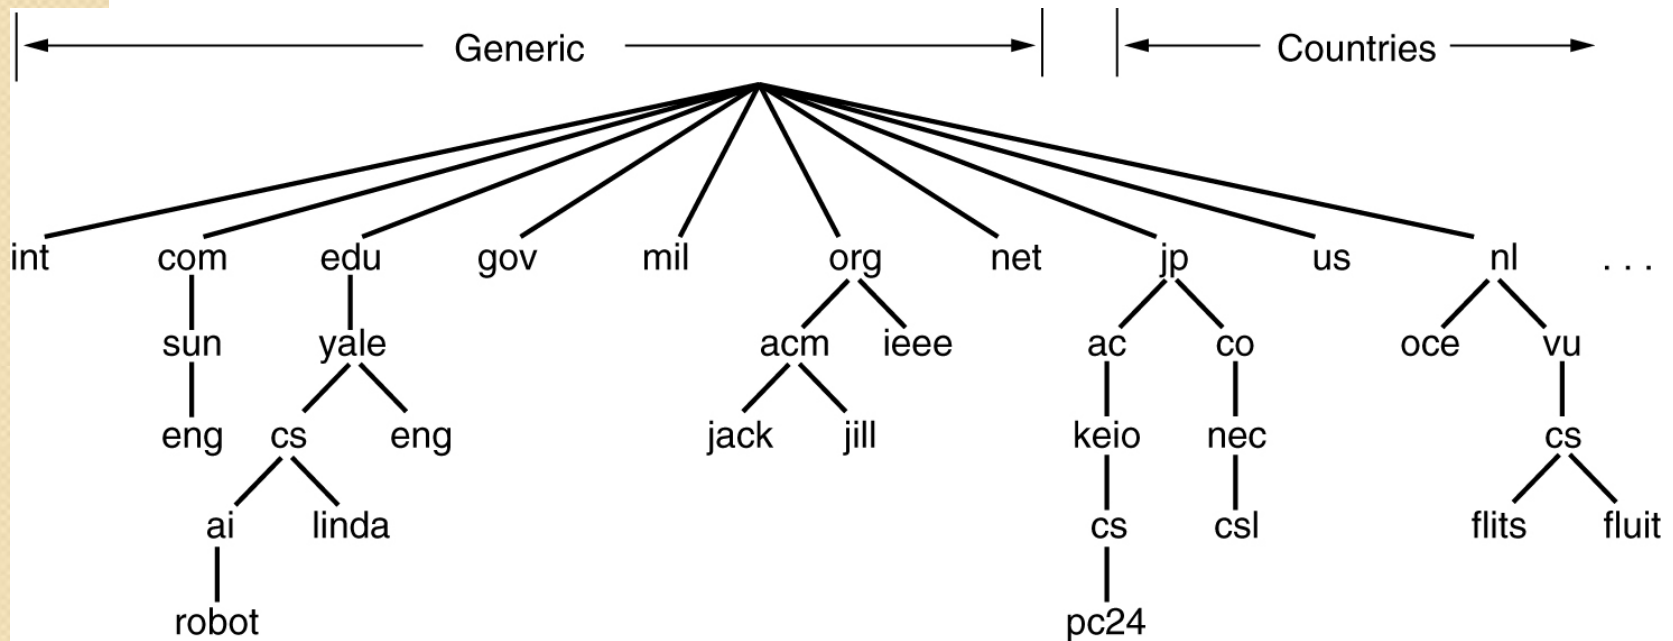 Generic Countries
int com edu gov mil org net jp us nl . . .
sun yale acm ieee ac co oce vu
eng cs eng jack jill keio nec cs
ai linda cs csl flits fluit
robot pc24